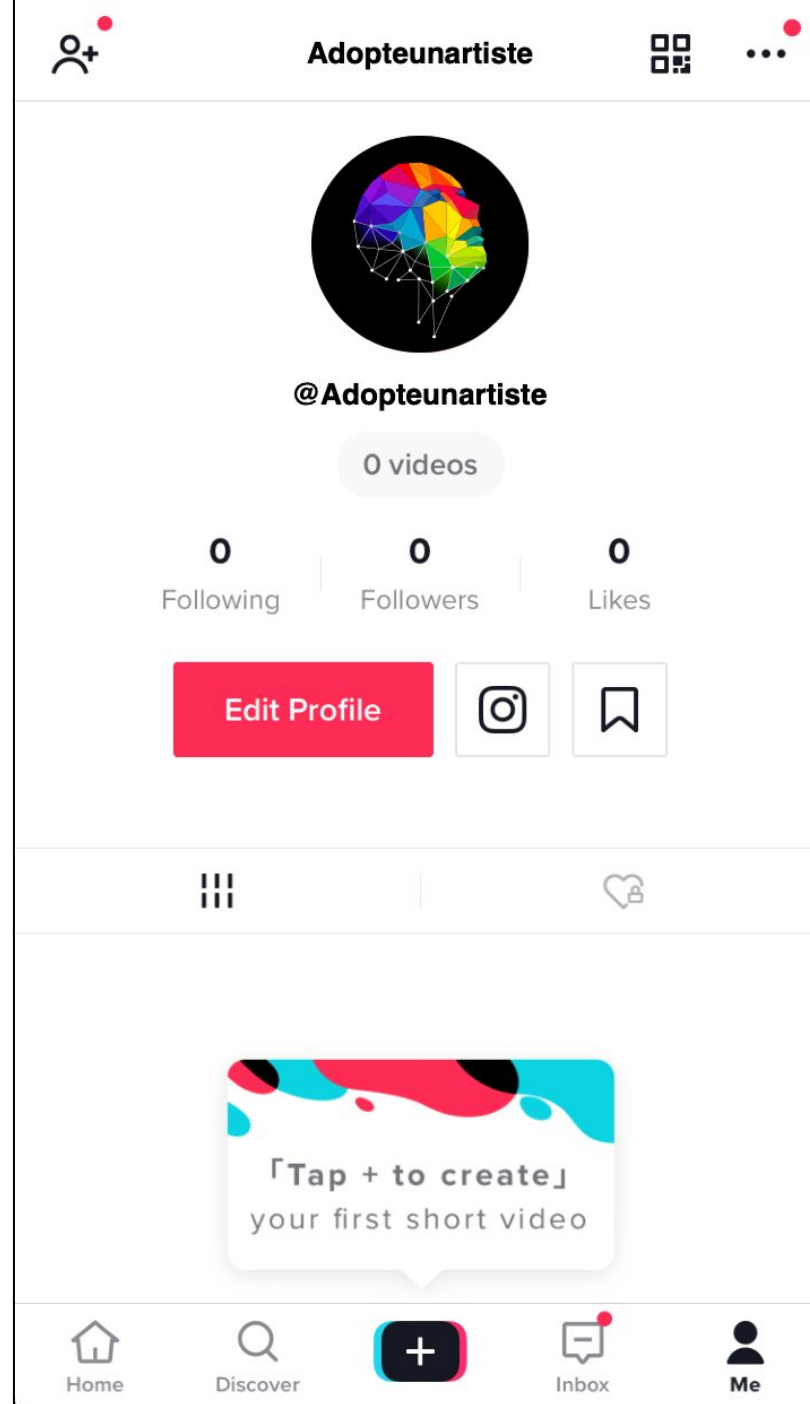 Adopteunartiste
@Adopteunartiste
0 videos
0 0 0
Following Followers Likes
Edit Profile
「Tap + to create」
your first short video
Home Discover Inbox Me